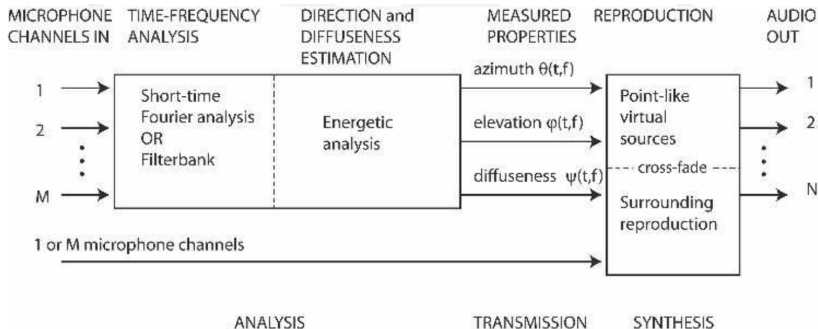 MICROPHONE CHANNELS IN
TIME-FREQUENCY ANALYSIS
DIRECTION and DIFFUSENESS ESTIMATION
MEASURED PROPERTIES
REPRODUCTION
AUDIO OUT
1
2
M
Short-time
Fourier analysis
OR
Filterbank
Energetic
analysis
azimuth θ(t,f)
elevation φ(t,f)
diffuseness ψ(t,f)
Point-like
virtual
sources
cross-fade
Surrounding
reproduction
1
2
N
1 or M microphone channels
ANALYSIS
TRANSMISSION
SYNTHESIS